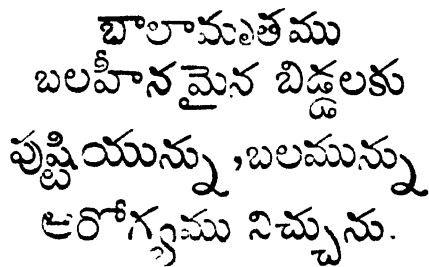 బాలామృతము
బలహీనమైన బిడ్డలకు
పుష్టియున్ను ,బలమున్ను
ఆరోగ్యము నిచ్చును.